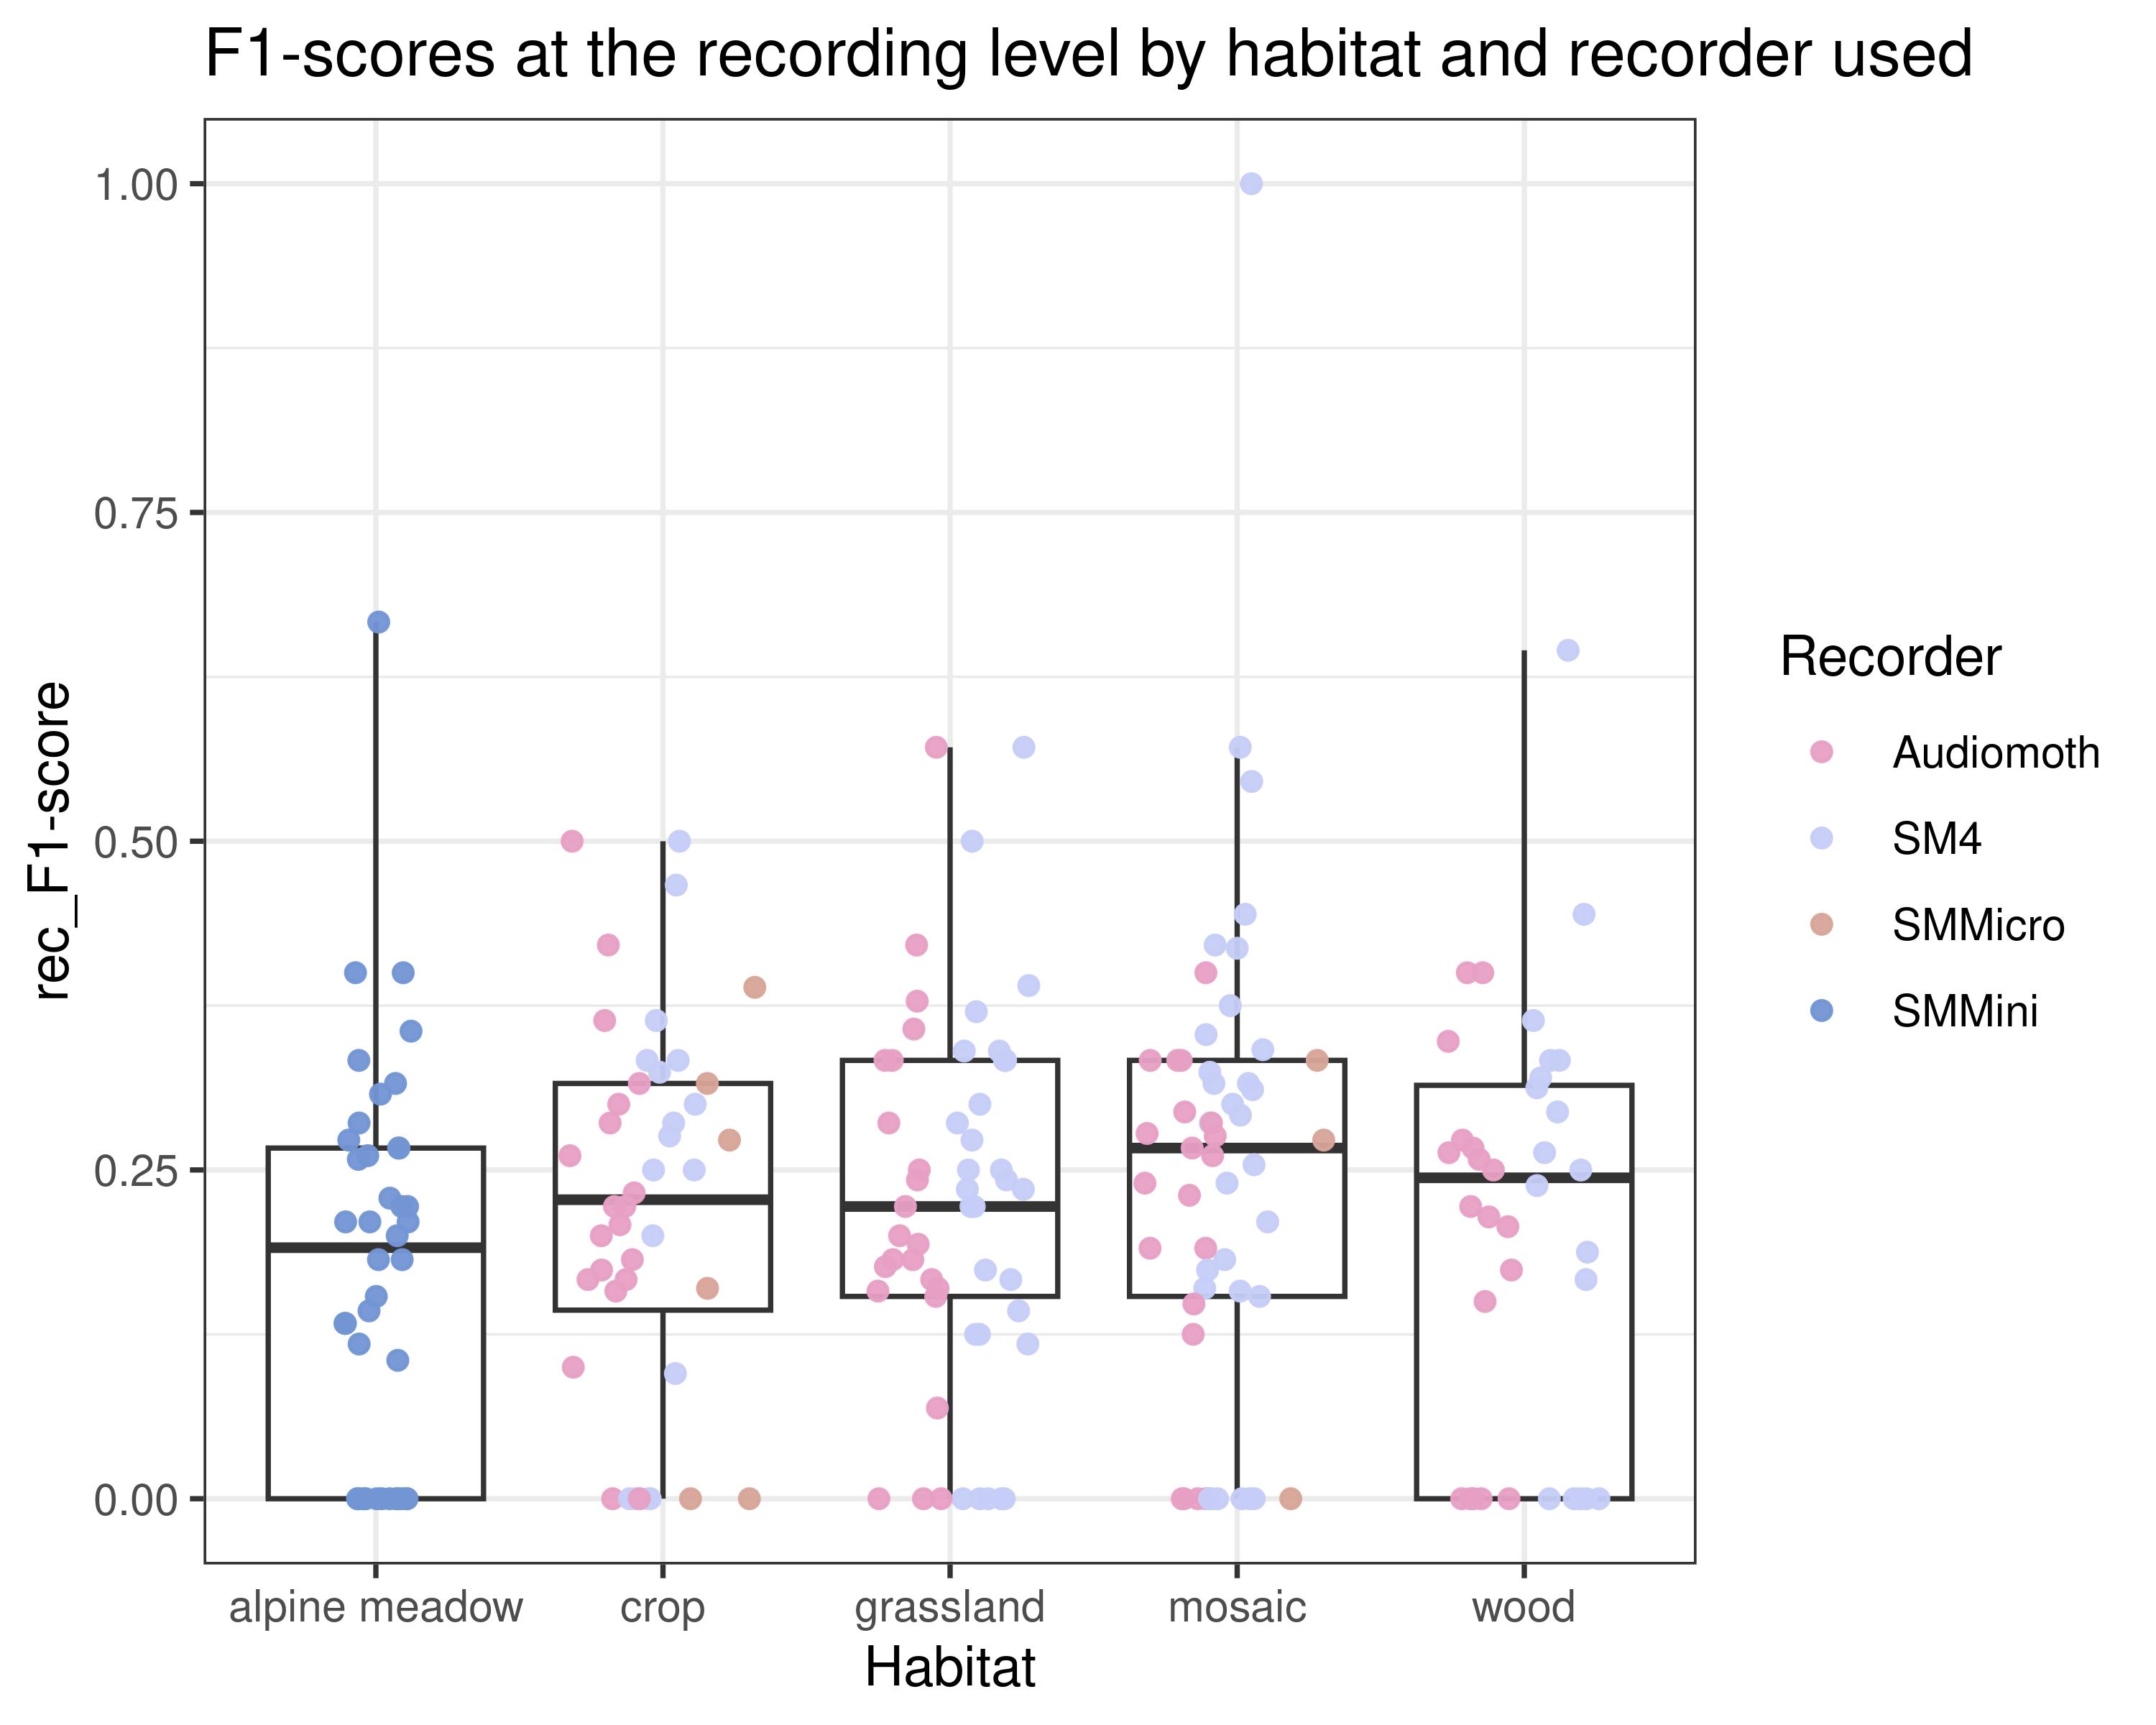 F1-scores at the recording level by habitat and recorder used
rec_F1-score
1.00
0.75
0.50
0.25
0.00
alpine meadow
crop
grassland
mosaic
wood
Habitat
Recorder
Audiomoth
SM4
SMMicro
SMMini